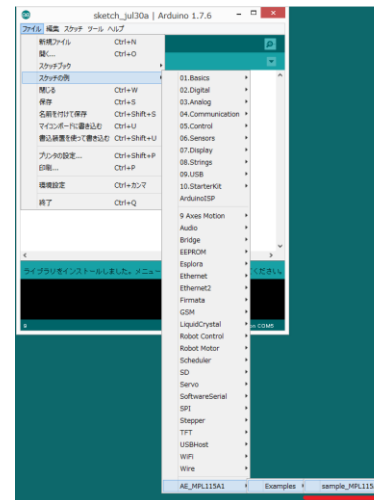 sketch_jul30a | Arduino 1.7.6
ファイル 編集 スケッチ ツール ヘルプ
新規ファイル Ctrl+N
開く... Ctrl+O
スケッチブック
スケッチの例
閉じる Ctrl+W
保存 Ctrl+S
名前を付けて保存 Ctrl+Shift+S
マイコンボードに書き込む Ctrl+U
書込装置を使って書き込む Ctrl+Shift+U
プリンタの設定... Ctrl+Shift+P
印刷... Ctrl+P
環境設定 Ctrl+カンマ
終了 Ctrl+Q
01.Basics
02.Digital
03.Analog
04.Communication
05.Control
06.Sensors
07.Display
08.Strings
09.USB
10.StarterKit
ArduinoISP
9 Axes Motion
Audio
Bridge
EEPROM
Esplora
Ethernet
Ethernet2
Firmata
GSM
LiquidCrystal
Robot Control
Robot Motor
Scheduler
SD
Servo
SoftwareSerial
SPI
Stepper
TFT
USBHost
WiFi
Wire
AE_MPL115A1 Examples sample_MPL115
ライブラリをインストールしました。メニュー ください。
COM5